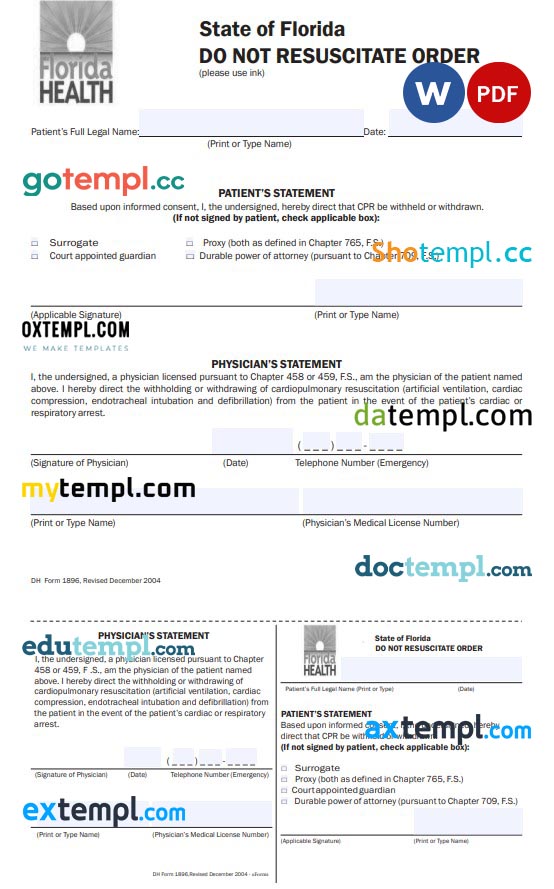 State of Florida
DO NOT RESUSCITATE ORDER
(please use ink)
Florida
HEALTH
W
PDF
Patient's Full Legal Name: Date:
(Print or Type Name)
gotempl.cc
PATIENT'S STATEMENT
Based upon informed consent, I, the undersigned, hereby direct that CPR be withheld or withdrawn.
(If not signed by patient, check applicable box):
Surrogate Proxy (both as defined in Chapter 765, F.S.)
Court appointed guardian Durable power of attorney (pursuant to Chapter 709, F.S.)
Shotempl.cc
(Applicable Signature) (Print or Type Name)
OXTEMPL.COM
WE MAKE TEMPLATES
PHYSICIAN'S STATEMENT
I, the undersigned, a physician licensed pursuant to Chapter 458 or 459, F.S., am the physician of the patient named
above. I hereby direct the withholding or withdrawing of cardiopulmonary resuscitation (artificial ventilation, cardiac
compression, endotracheal intubation and defibrillation) from the patient in the event of the patient's cardiac or
respiratory arrest.
datempl.com
(___)___-____
(Signature of Physician) (Date) Telephone Number (Emergency)
mytempl.com
(Print or Type Name) (Physician's Medical License Number)
doctempl.com
DH Form 1896, Revised December 2004
PHYSICIAN'S STATEMENT
edutempl.com
I, the undersigned, a physician licensed pursuant to Chapter
458 or 459, F .S., am the physician of the patient named
above. I hereby direct the withholding or withdrawing of
cardiopulmonary resuscitation (artificial ventilation, cardiac
compression, endotracheal intubation and defibrillation) from
the patient in the event of the patient's cardiac or respiratory
arrest.
(___)___-____
(Signature of Physician) (Date) Telephone Number (Emergency)
extempl.com
(Print or Type Name) (Physician's Medical License Number)
DH Form 1896,Revised December 2004 - eForms
Florida
HEALTH
State of Florida
DO NOT RESUSCITATE ORDER
Patient's Full Legal Name (Print or Type) (Date)
PATIENT'S STATEMENT
Based upon informed consent, I, the undersigned, hereby
direct that CPR be withheld or withdrawn.
axtempl.com
(If not signed by patient, check applicable box):
Surrogate
Proxy (both as defined in Chapter 765, F.S.)
Court appointed guardian
Durable power of attorney (pursuant to Chapter 709, F.S.)
(Applicable Signature) (Print or Type Name)